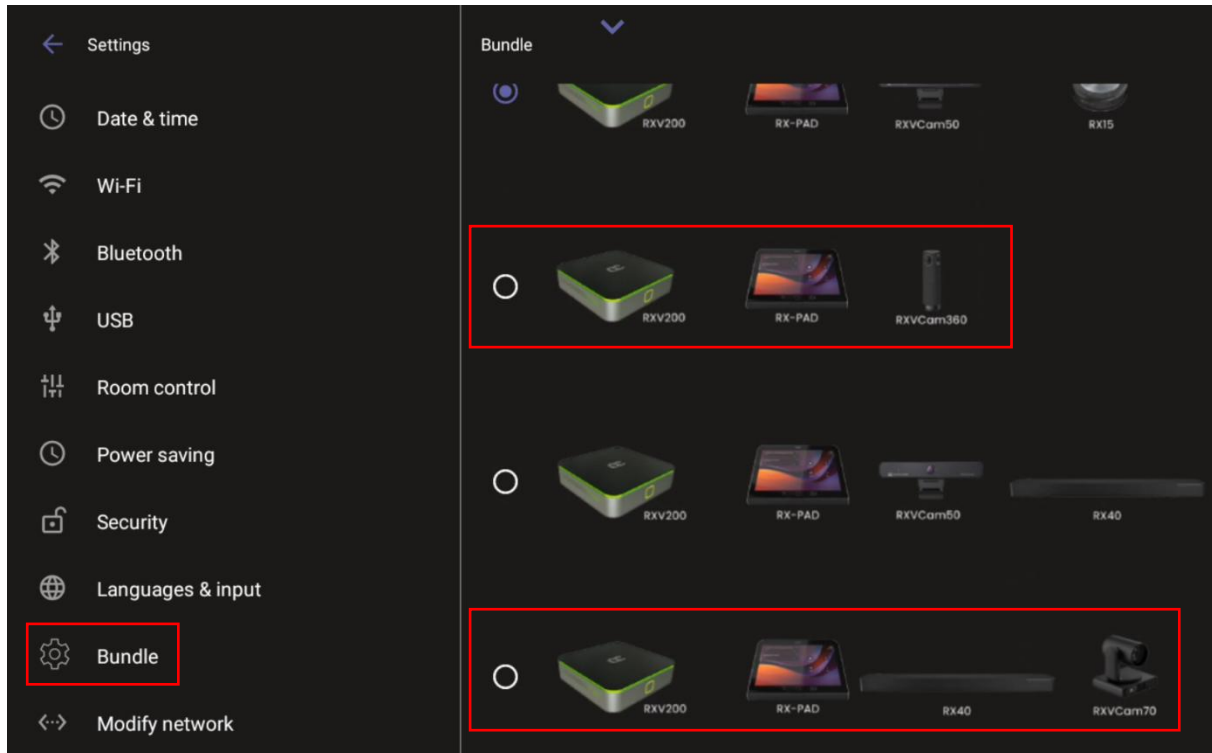 Settings
Date & time
Wi-Fi
Bluetooth
USB
Room control
Power saving
Security
Languages & input
Bundle
Modify network
Bundle
RXV200 RX-PAD RXVCam50 RX15
RXV200 RX-PAD RXVCam360
RXV200 RX-PAD RXVCam50 RX40
RXV200 RX-PAD RX40 RXVCam70